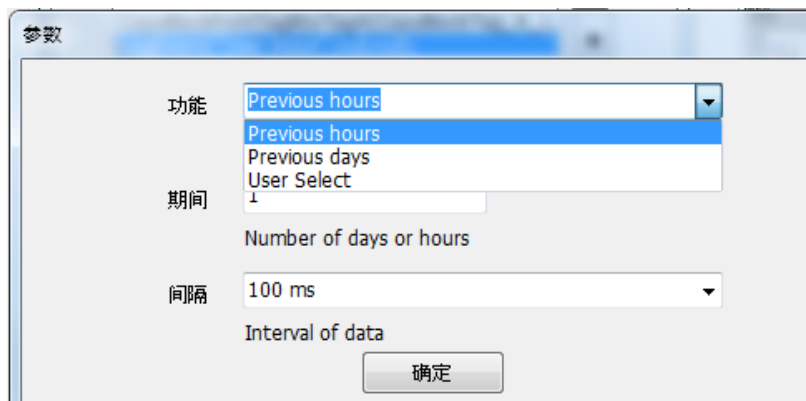 参数
功能
Previous hours
Previous hours
Previous days
User Select
期间
1
Number of days or hours
间隔
100 ms
Interval of data
确定